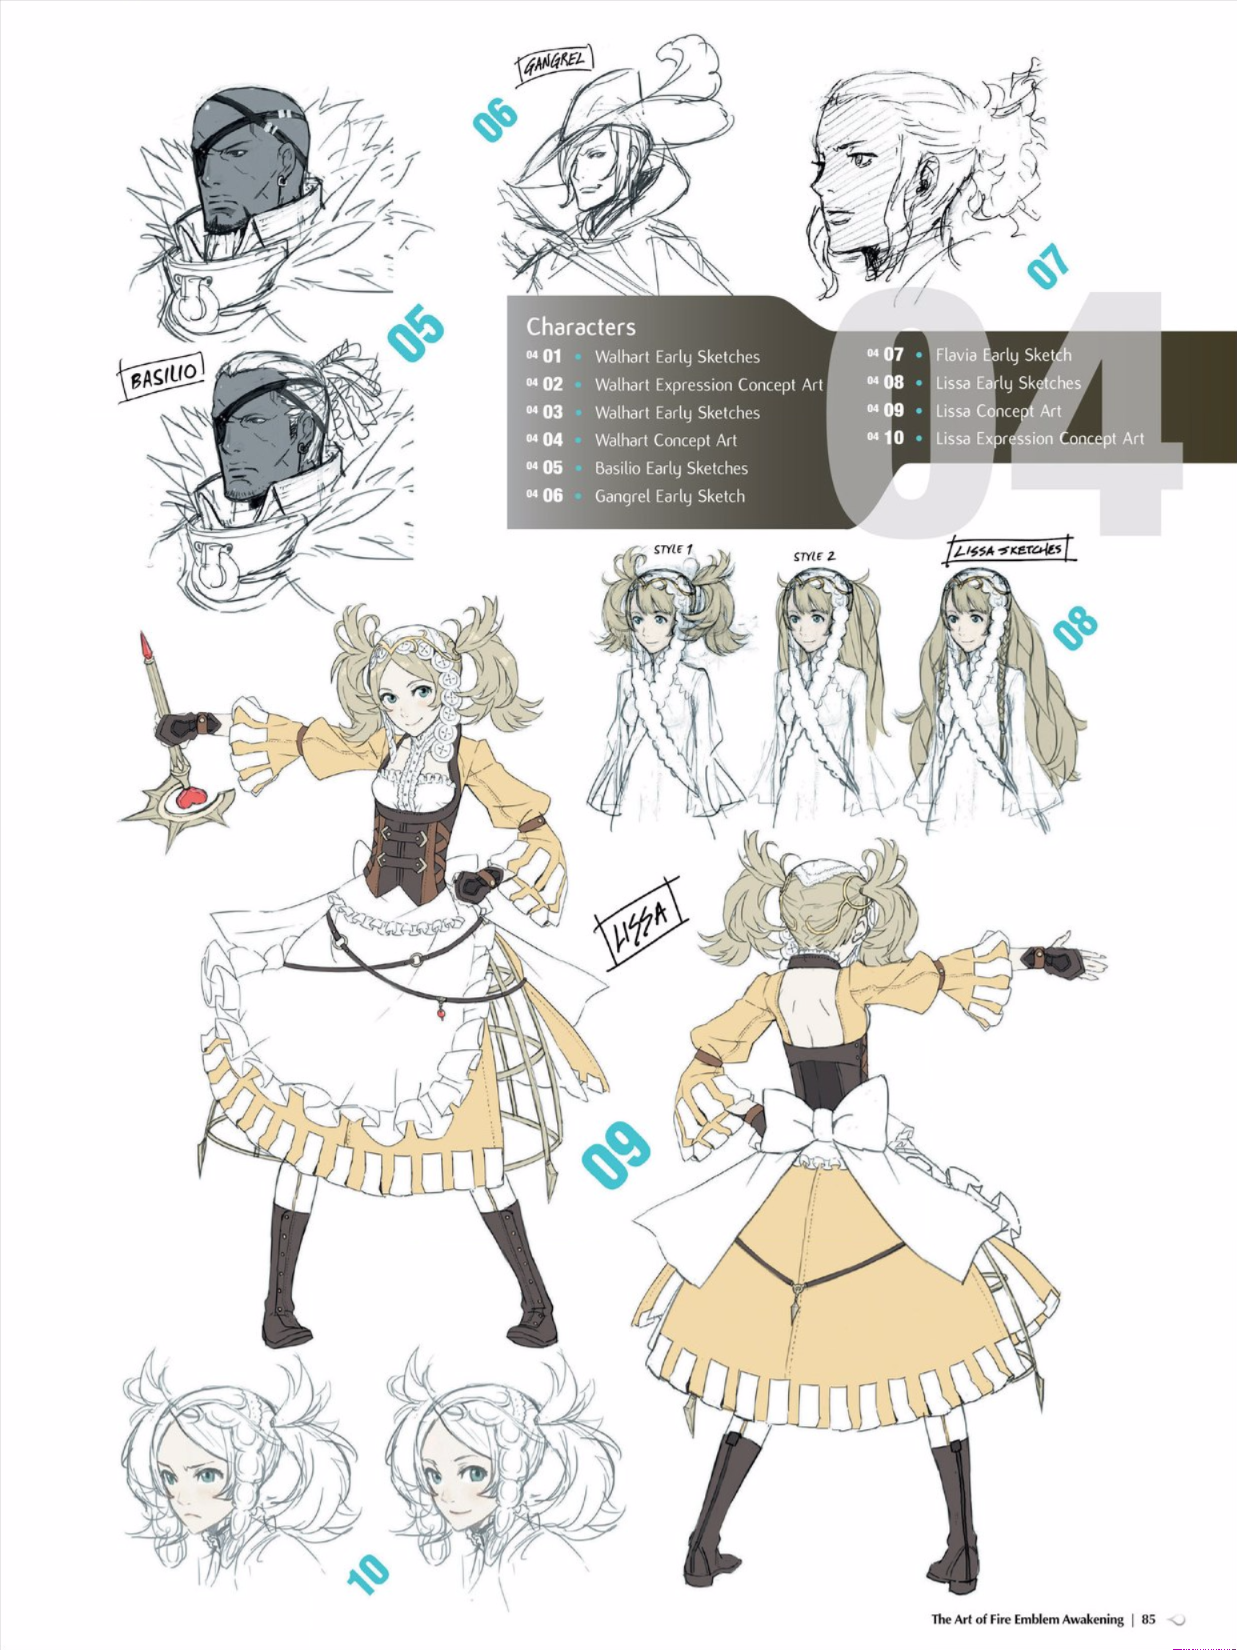 GANGREL
06
07
05
BASILIO
Characters
04 01 • Walhart Early Sketches
04 02 • Walhart Expression Concept Art
04 03 • Walhart Early Sketches
04 04 • Walhart Concept Art
04 05 • Basilio Early Sketches
04 06 • Gangrel Early Sketch
04 07 • Flavia Early Sketch
04 08 • Lissa Early Sketches
04 09 • Lissa Concept Art
04 10 • Lissa Expression Concept Art
04
STYLE 1
STYLE 2
LISSA SKETCHES
08
LISSA
09
10
The Art of Fire Emblem Awakening | 85